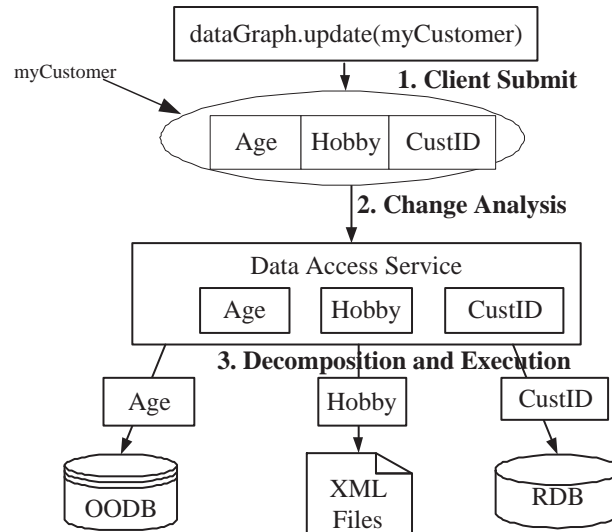 dataGraph.update(myCustomer)
myCustomer
1. Client Submit
Age Hobby CustID
2. Change Analysis
Data Access Service
Age Hobby CustID
3. Decomposition and Execution
Age Hobby CustID
OODB XML Files RDB